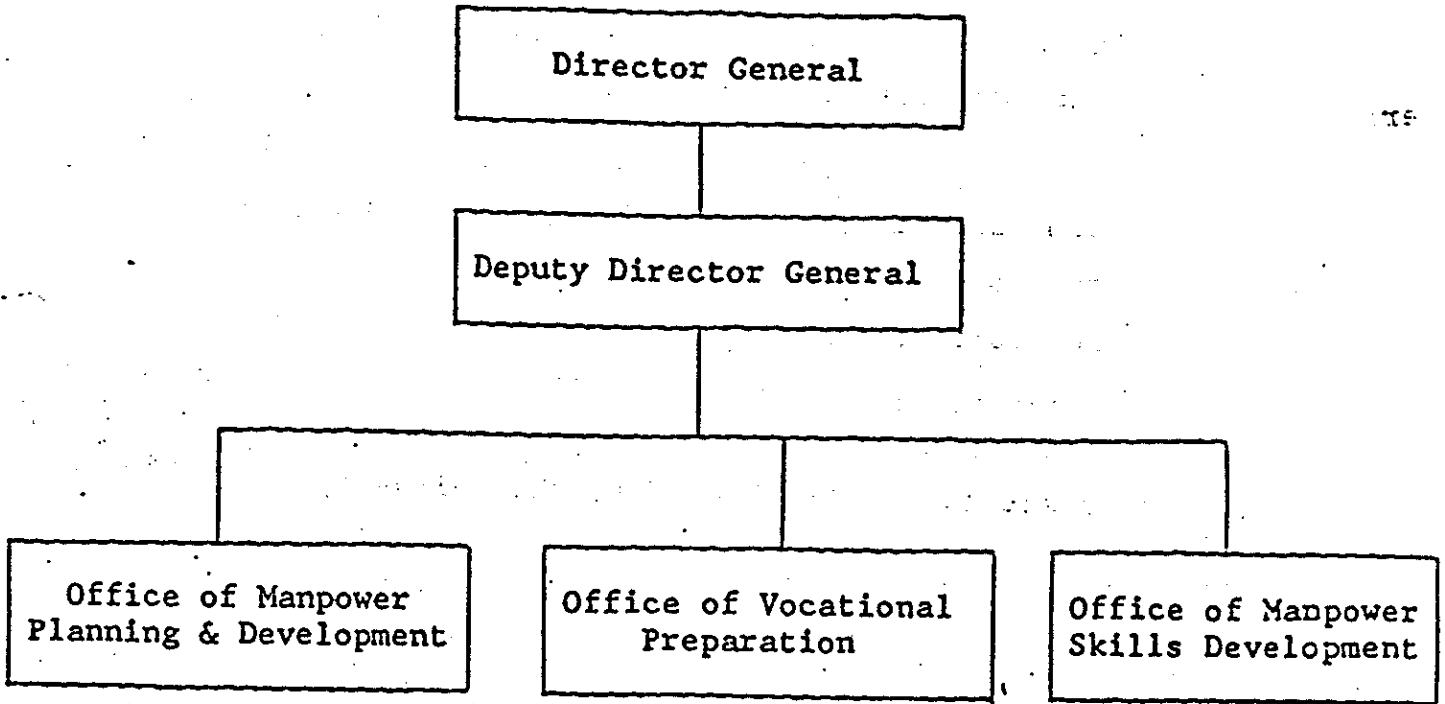 Director General
Deputy Director General
Office of Manpower
Planning & Development
Office of Vocational
Preparation
Office of Manpower
Skills Development